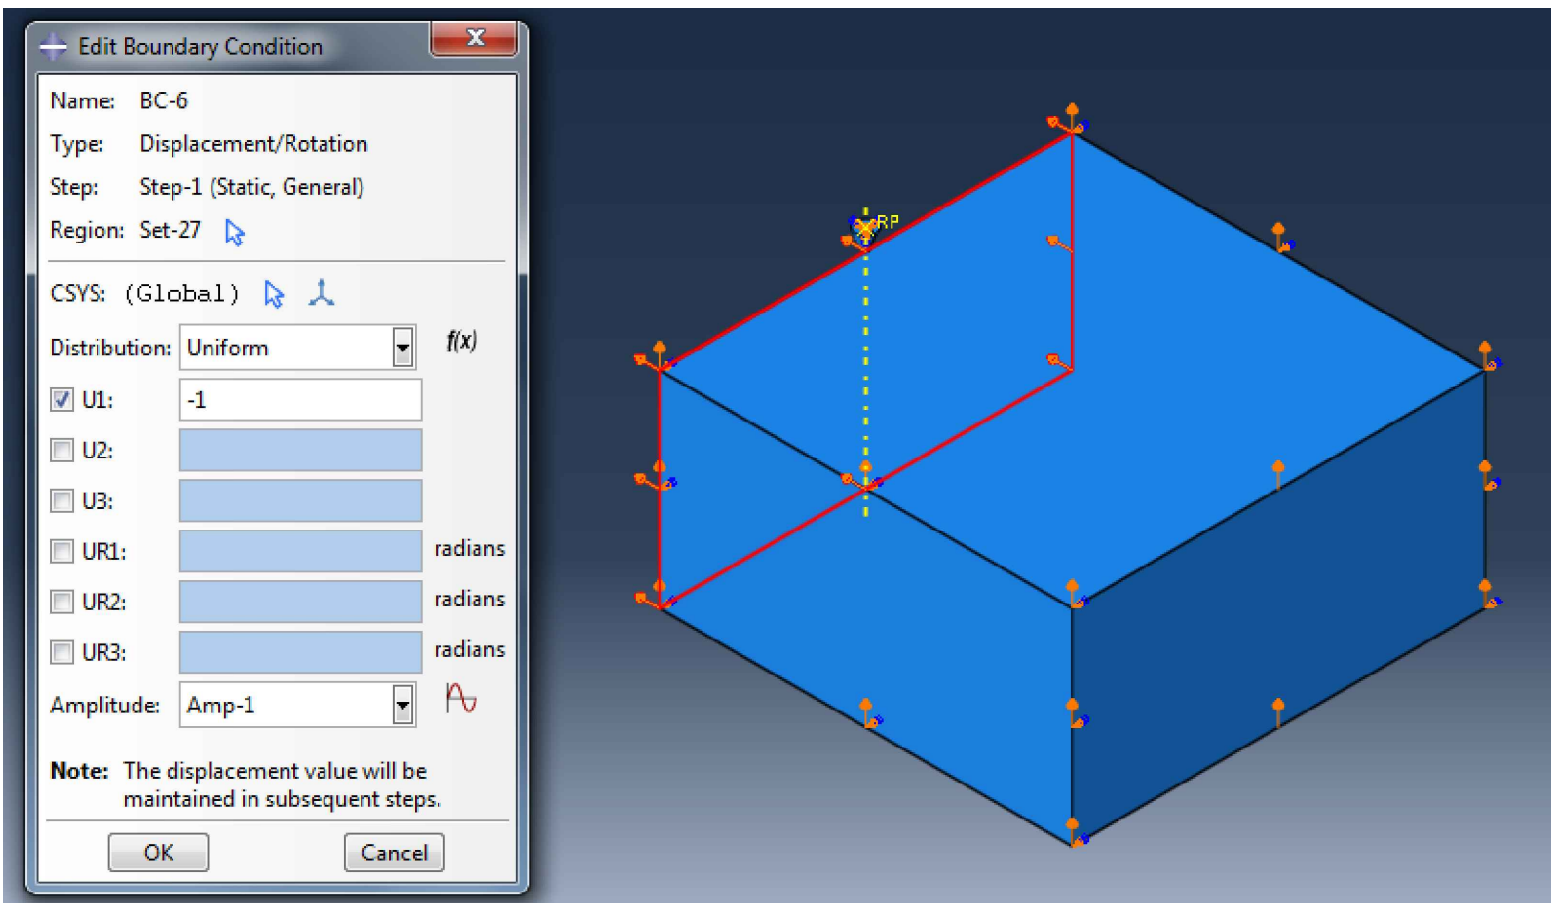 Edit Boundary Condition
X
Name: BC-6
Type: Displacement/Rotation
Step: Step-1 (Static, General)
Region: Set-27
CSYS: (Global)
Distribution: Uniform f(x)
U1: -1
U2:
U3:
UR1: radians
UR2: radians
UR3: radians
Amplitude: Amp-1
Note: The displacement value will be
maintained in subsequent steps.
OK Cancel
RP